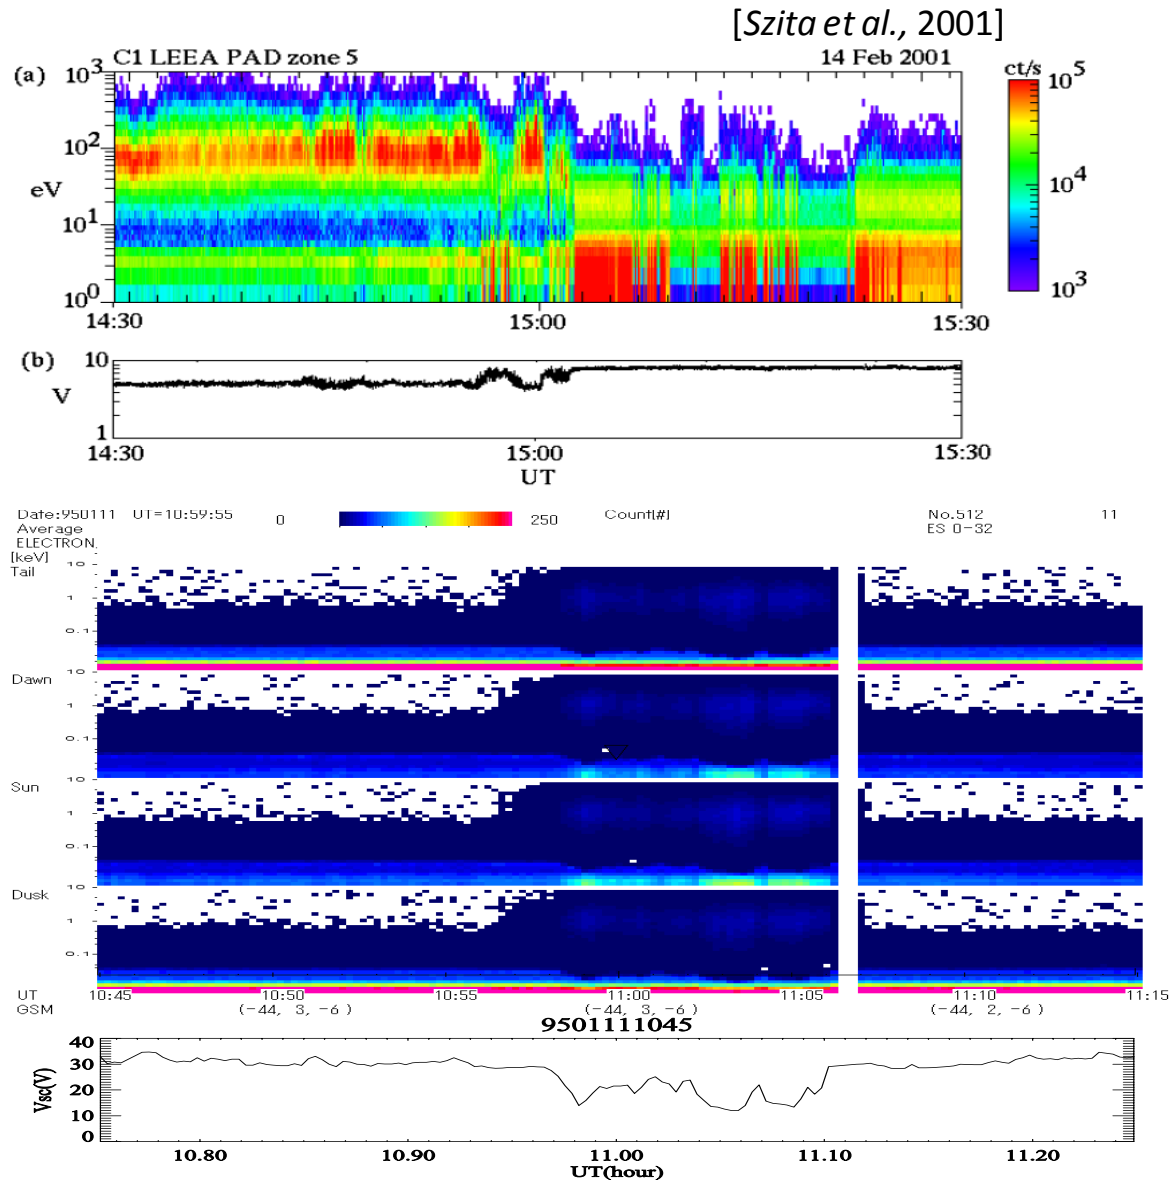 [Szita et al., 2001]
C1 LEEA PAD zone 5 14 Feb 2001
ct/s
(a)
10^3
10^2
eV
10^1
10^0
10^5
10^4
10^3
14:30 15:00 15:30
(b)
10
V
1
14:30 15:00 15:30
UT
Date:950111 UT=10:59:55 0 250 Count[#] No.512 11
Average ES 0-32
ELECTRON
[keV]
Tail
10
1
0.1
10
Dawn
1
0.1
10
Sun
1
0.1
10
Dusk
1
0.1
UT 10:45 10:50 10:55 11:00 11:05 11:10 11:15
GSM (-44, 3, -6 ) (-44, 3, -6 ) (-44, 2, -6 )
9501111045
40
30
20
10
0
Vsc(V)
10.80 10.90 11.00 11.10 11.20
UT(hour)